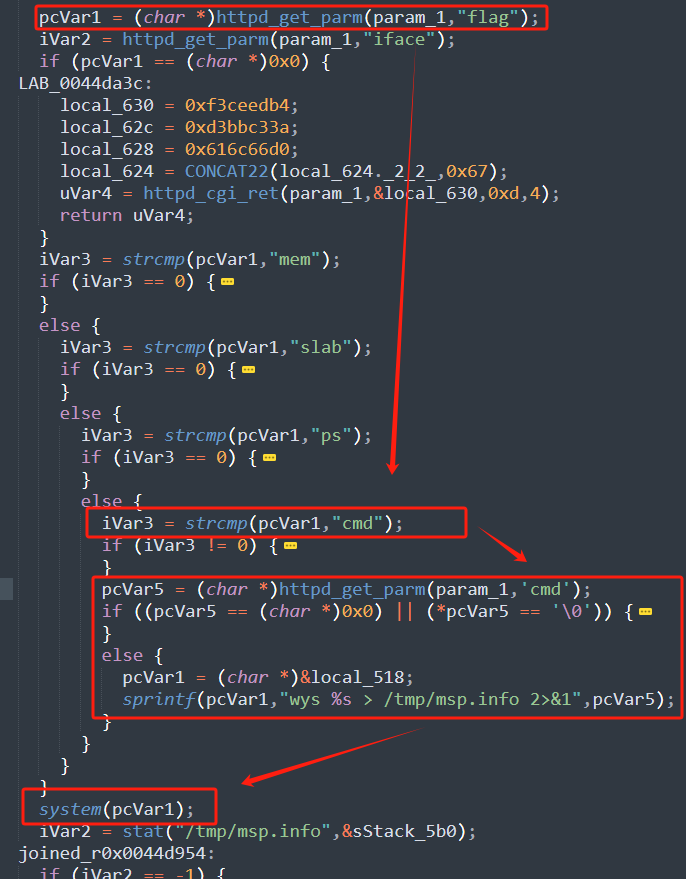 pcVar1 = (char *)httpd_get_parm(param_1,"flag");
iVar2 = httpd_get_parm(param_1,"iface");
if (pcVar1 == (char *)0x0) {
LAB_0044da3c:
local_630 = 0xf3ceedb4;
local_62c = 0xd3bbc33a;
local_628 = 0x616c66d0;
local_624 = CONCAT22(local_624._2_2_,0x67);
uVar4 = httpd_cgi_ret(param_1,&local_630,0xd,4);
return uVar4;
}
iVar3 = strcmp(pcVar1,"mem");
if (iVar3 == 0) {
}
else {
iVar3 = strcmp(pcVar1,"slab");
if (iVar3 == 0) {
}
else {
iVar3 = strcmp(pcVar1,"ps");
if (iVar3 == 0) {
}
else {
iVar3 = strcmp(pcVar1,"cmd");
if (iVar3 != 0) {
}
pcVar5 = (char *)httpd_get_parm(param_1,'cmd');
if ((pcVar5 == (char *)0x0) || (*pcVar5 == '\0')) {
}
else {
pcVar1 = (char *)&local_518;
sprintf(pcVar1,"wys %s > /tmp/msp.info 2>&1",pcVar5);
}
}
}
}
system(pcVar1);
iVar2 = stat("/tmp/msp.info",&sStack_5b0);
joined_r0x0044d954:
if (iVar2 == -1) {